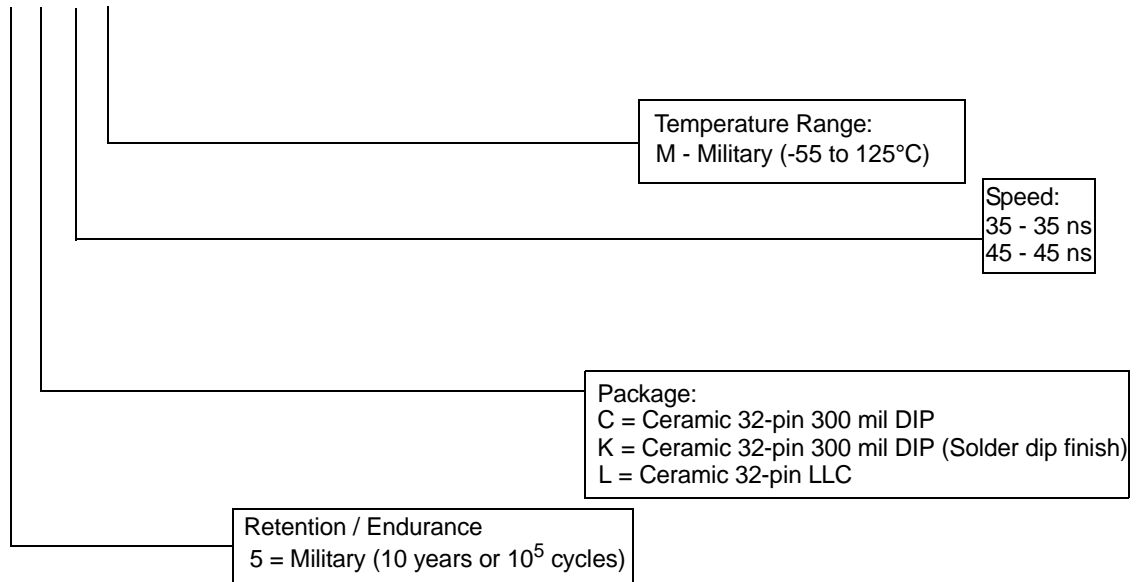 Temperature Range:
M - Military (-55 to 125°C)
Speed:
35 - 35 ns
45 - 45 ns
Package:
C = Ceramic 32-pin 300 mil DIP
K = Ceramic 32-pin 300 mil DIP (Solder dip finish)
L = Ceramic 32-pin LLC
Retention / Endurance
5 = Military (10 years or 10⁵ cycles)